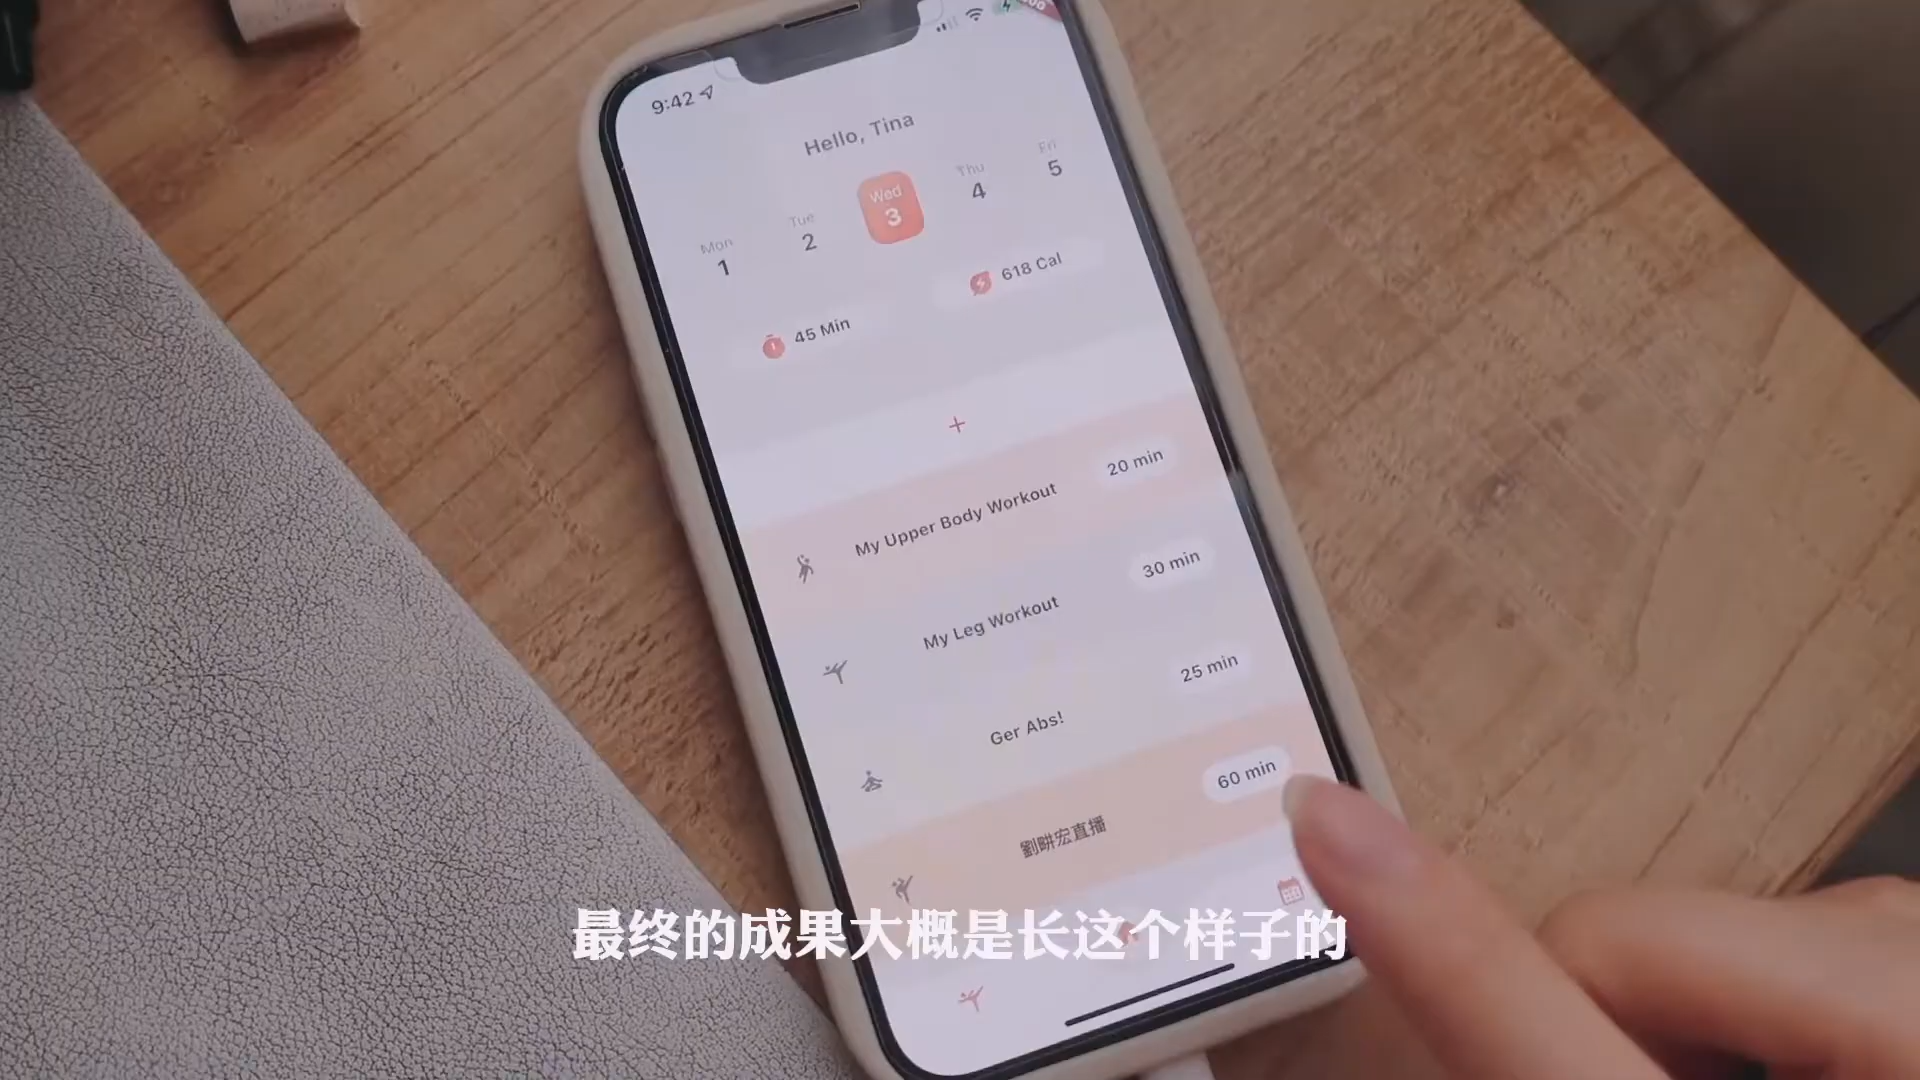 9:42
Hello, Tina
Mon Tue Wed Thu Fri
1 2 3 4 5
45 Min
618 Cal
+
My Upper Body Workout
20 min
My Leg Workout
30 min
Ger Abs!
25 min
劉畊宏直播
60 min
最终的成果大概是长这个样子的